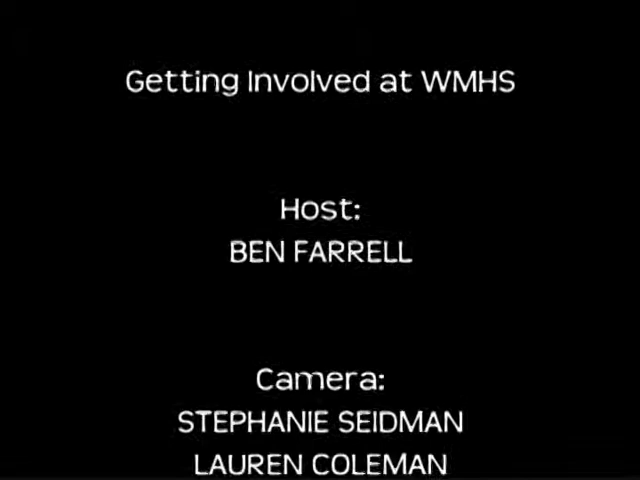 Getting Involved at WMHS
Host:
BEN FARRELL
Camera:
STEPHANIE SEIDMAN
LAUREN COLEMAN